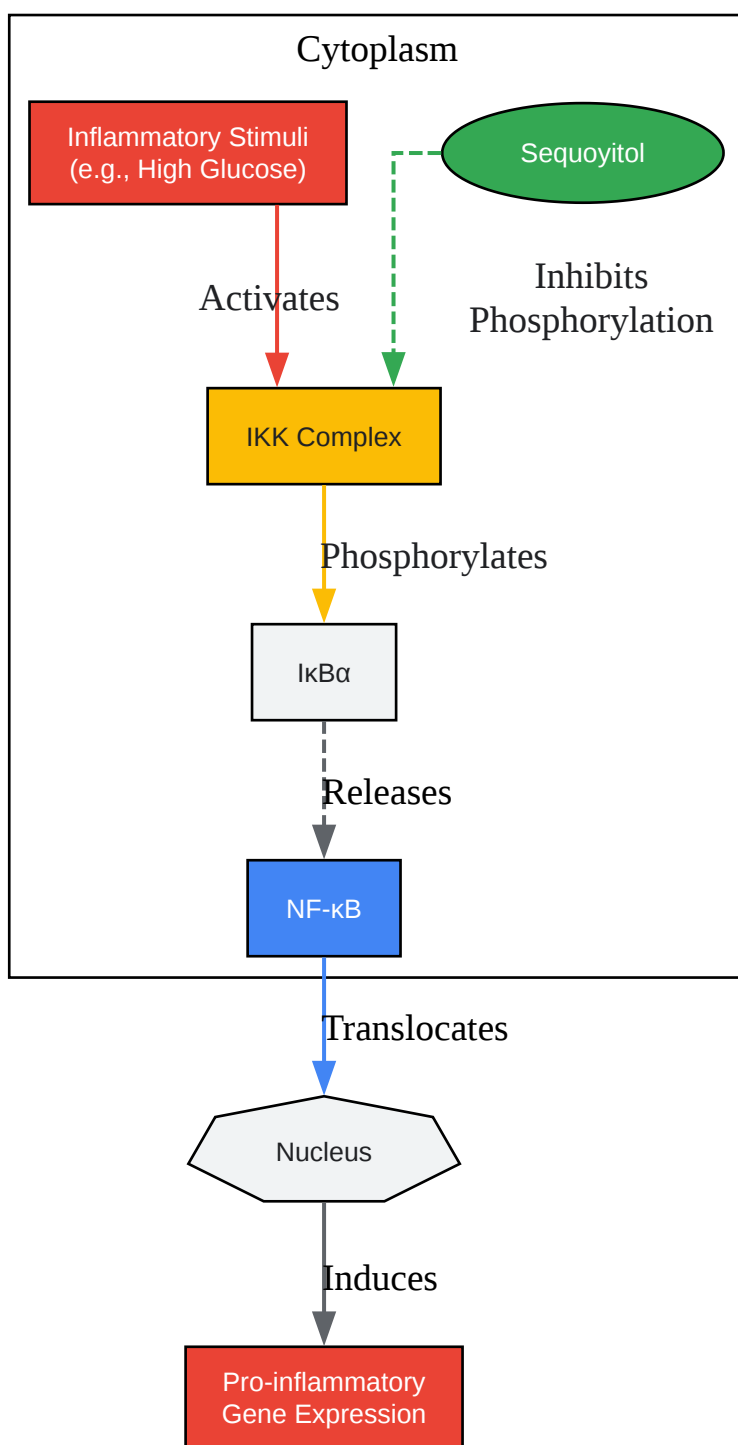 Cytoplasm
Inflammatory Stimuli
(e.g., High Glucose)
Sequoyitol
Activates
Inhibits
Phosphorylation
IKK Complex
Phosphorylates
IκBα
Releases
NF-κB
Translocates
Nucleus
Induces
Pro-inflammatory
Gene Expression